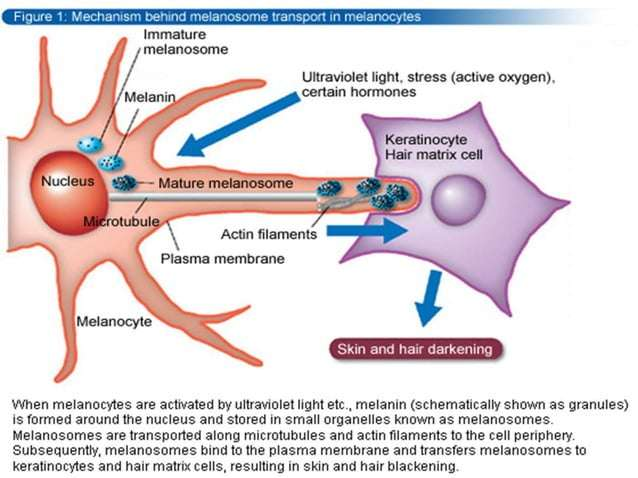 Figure 1: Mechanism behind melanosome transport in melanocytes
Immature
melanosome
Ultraviolet light, stress (active oxygen),
certain hormones
Melanin
Keratinocyte
Hair matrix cell
Nucleus
Mature melanosome
Microtubule
Actin filaments
Plasma membrane
Melanocyte
Skin and hair darkening
When melanocytes are activated by ultraviolet light etc., melanin (schematically shown as granules)
is formed around the nucleus and stored in small organelles known as melanosomes.
Melanosomes are transported along microtubules and actin filaments to the cell periphery.
Subsequently, melanosomes bind to the plasma membrane and transfers melanosomes to
keratinocytes and hair matrix cells, resulting in skin and hair blackening.